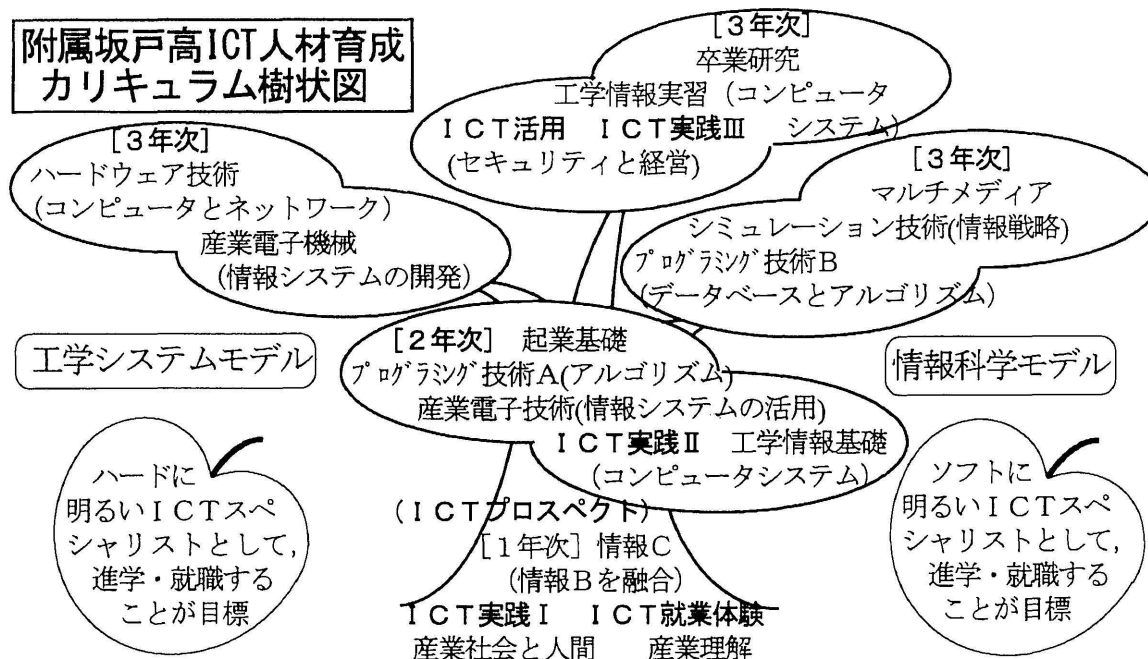 附属坂戸高ICT人材育成
カリキュラム樹状図
[３年次]
卒業研究
工学情報実習（コンピュータ
ＩＣＴ活用　ＩＣＴ実践Ⅲ　システム）
(セキュリティと経営)
[３年次]
ハードウェア技術
(コンピュータとネットワーク)
産業電子機械
(情報システムの開発)
[３年次]
マルチメディア
シミュレーション技術(情報戦略)
ﾌﾟﾛｸﾞﾗﾐﾝｸﾞ技術Ｂ
(データベースとアルゴリズム)
[２年次]　起業基礎
ﾌﾟﾛｸﾞﾗﾐﾝｸﾞ技術Ａ(アルゴリズム)
産業電子技術(情報システムの活用)
ＩＣＴ実践Ⅱ　工学情報基礎
(コンピュータシステム)
工学システムモデル
情報科学モデル
ハードに
明るいＩＣＴスペ
シャリストとして，
進学・就職する
ことが目標
(ＩＣＴプロスペクト)
[１年次] 情報Ｃ
(情報Ｂを融合)
ＩＣＴ実践Ⅰ　ＩＣＴ就業体験
産業社会と人間　産業理解
ソフトに
明るいＩＣＴスペ
シャリストとして，
進学・就職する
ことが目標